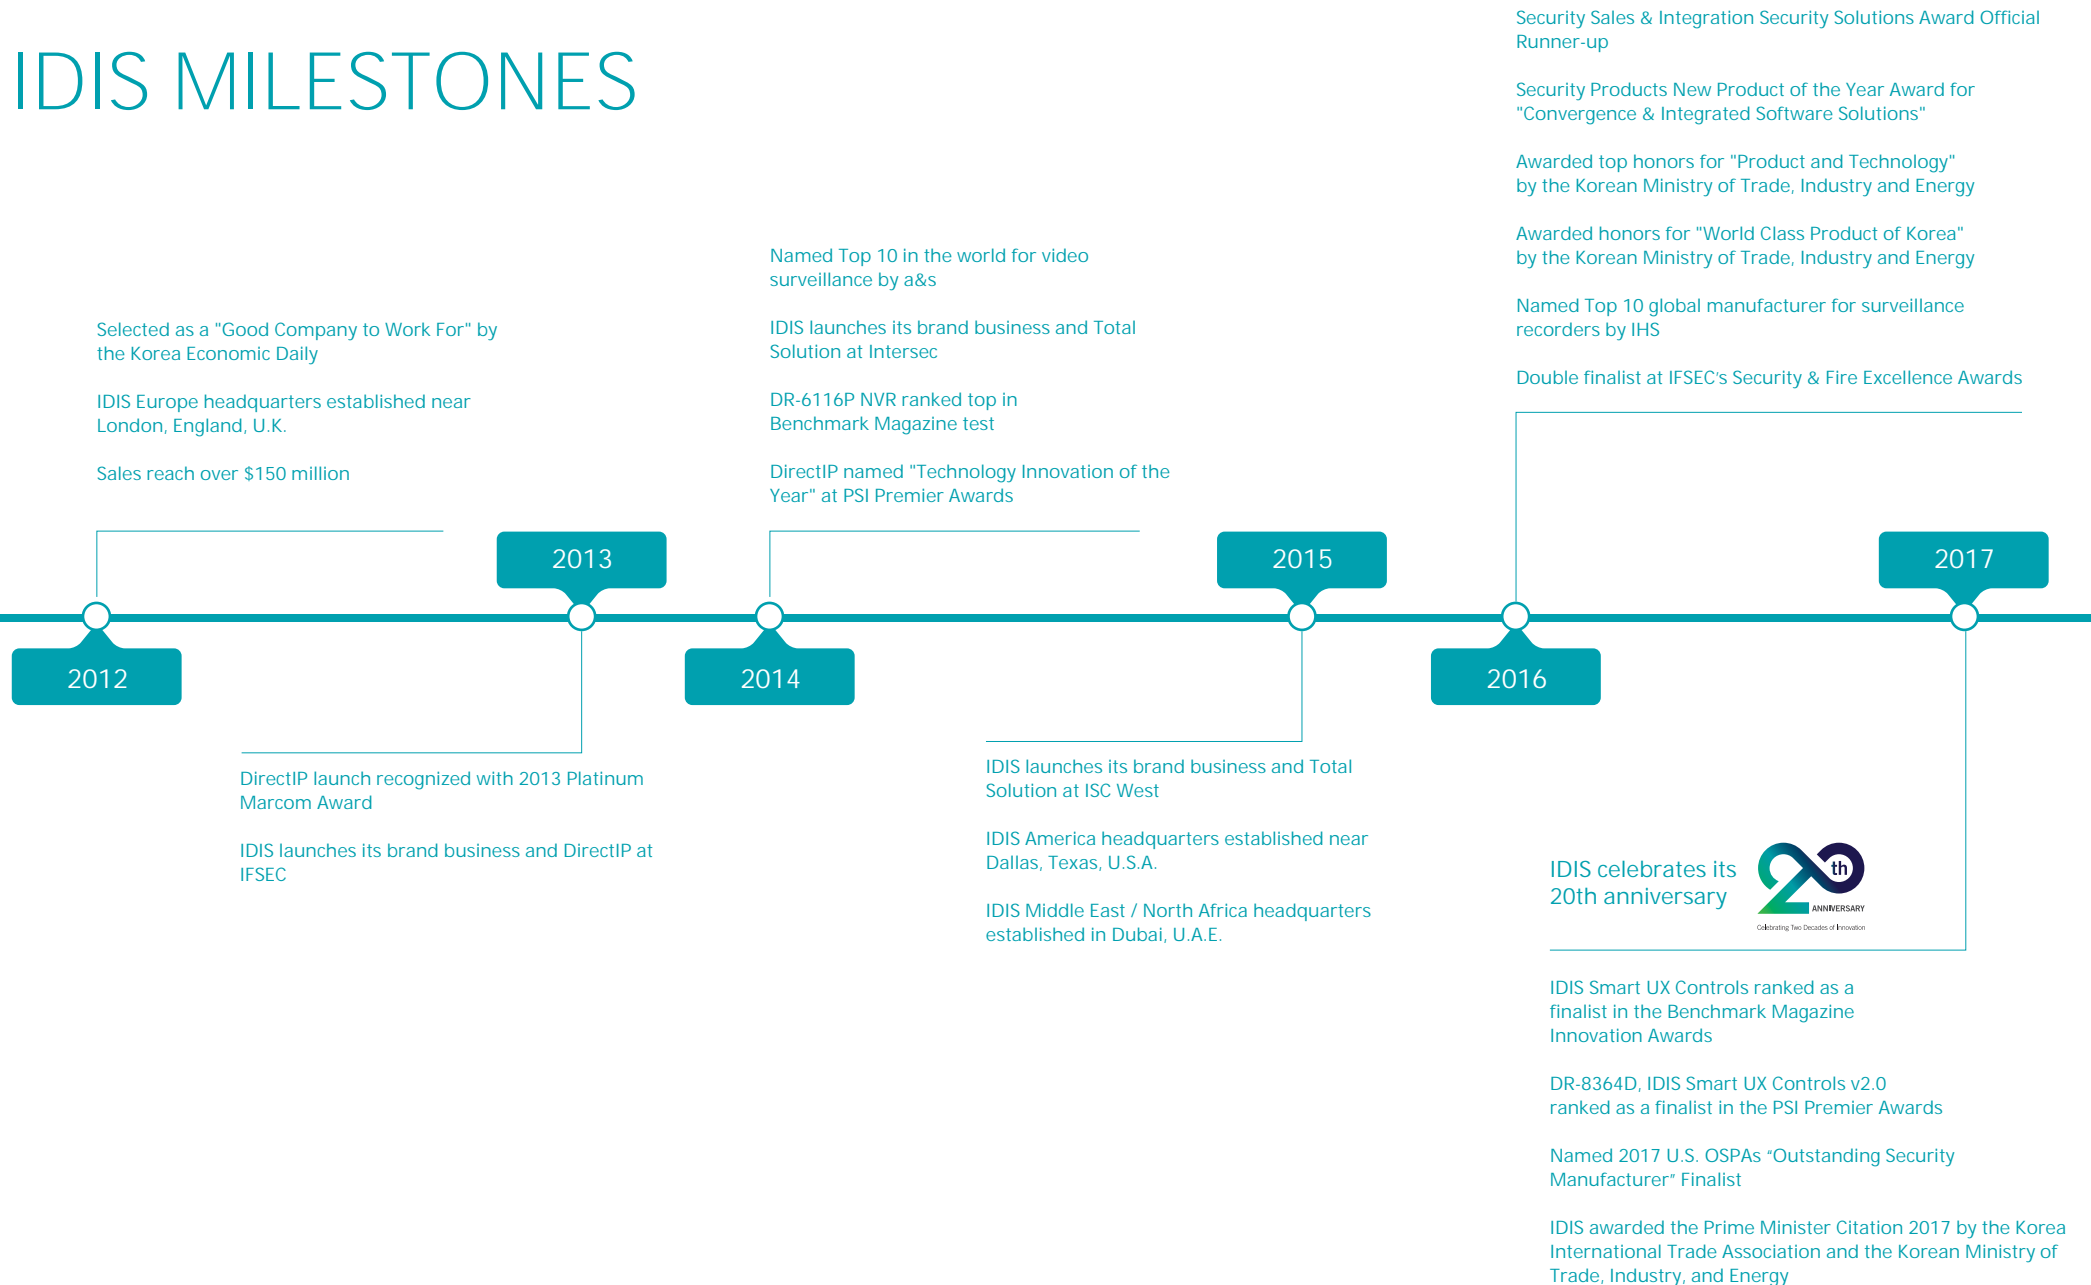 IDIS MILESTONES
Selected as a "Good Company to Work For" by
the Korea Economic Daily
IDIS Europe headquarters established near
London, England, U.K.
Sales reach over $150 million
2012
2013
DirectIP launch recognized with 2013 Platinum
Marcom Award
IDIS launches its brand business and DirectIP at
IFSEC
Named Top 10 in the world for video
surveillance by a&s
IDIS launches its brand business and Total
Solution at Intersec
DR-6116P NVR ranked top in
Benchmark Magazine test
DirectIP named "Technology Innovation of the
Year" at PSI Premier Awards
2014
2015
IDIS launches its brand business and Total
Solution at ISC West
IDIS America headquarters established near
Dallas, Texas, U.S.A.
IDIS Middle East / North Africa headquarters
established in Dubai, U.A.E.
Security Sales & Integration Security Solutions Award Official
Runner-up
Security Products New Product of the Year Award for
"Convergence & Integrated Software Solutions"
Awarded top honors for "Product and Technology"
by the Korean Ministry of Trade, Industry and Energy
Awarded honors for "World Class Product of Korea"
by the Korean Ministry of Trade, Industry and Energy
Named Top 10 global manufacturer for surveillance
recorders by IHS
Double finalist at IFSEC's Security & Fire Excellence Awards
2016
2017
IDIS celebrates its
20th anniversary
20th
ANNIVERSARY
Celebrating Two Decades of Innovation
IDIS Smart UX Controls ranked as a
finalist in the Benchmark Magazine
Innovation Awards
DR-8364D, IDIS Smart UX Controls v2.0
ranked as a finalist in the PSI Premier Awards
Named 2017 U.S. OSPAs “Outstanding Security
Manufacturer” Finalist
IDIS awarded the Prime Minister Citation 2017 by the Korea
International Trade Association and the Korean Ministry of
Trade, Industry, and Energy